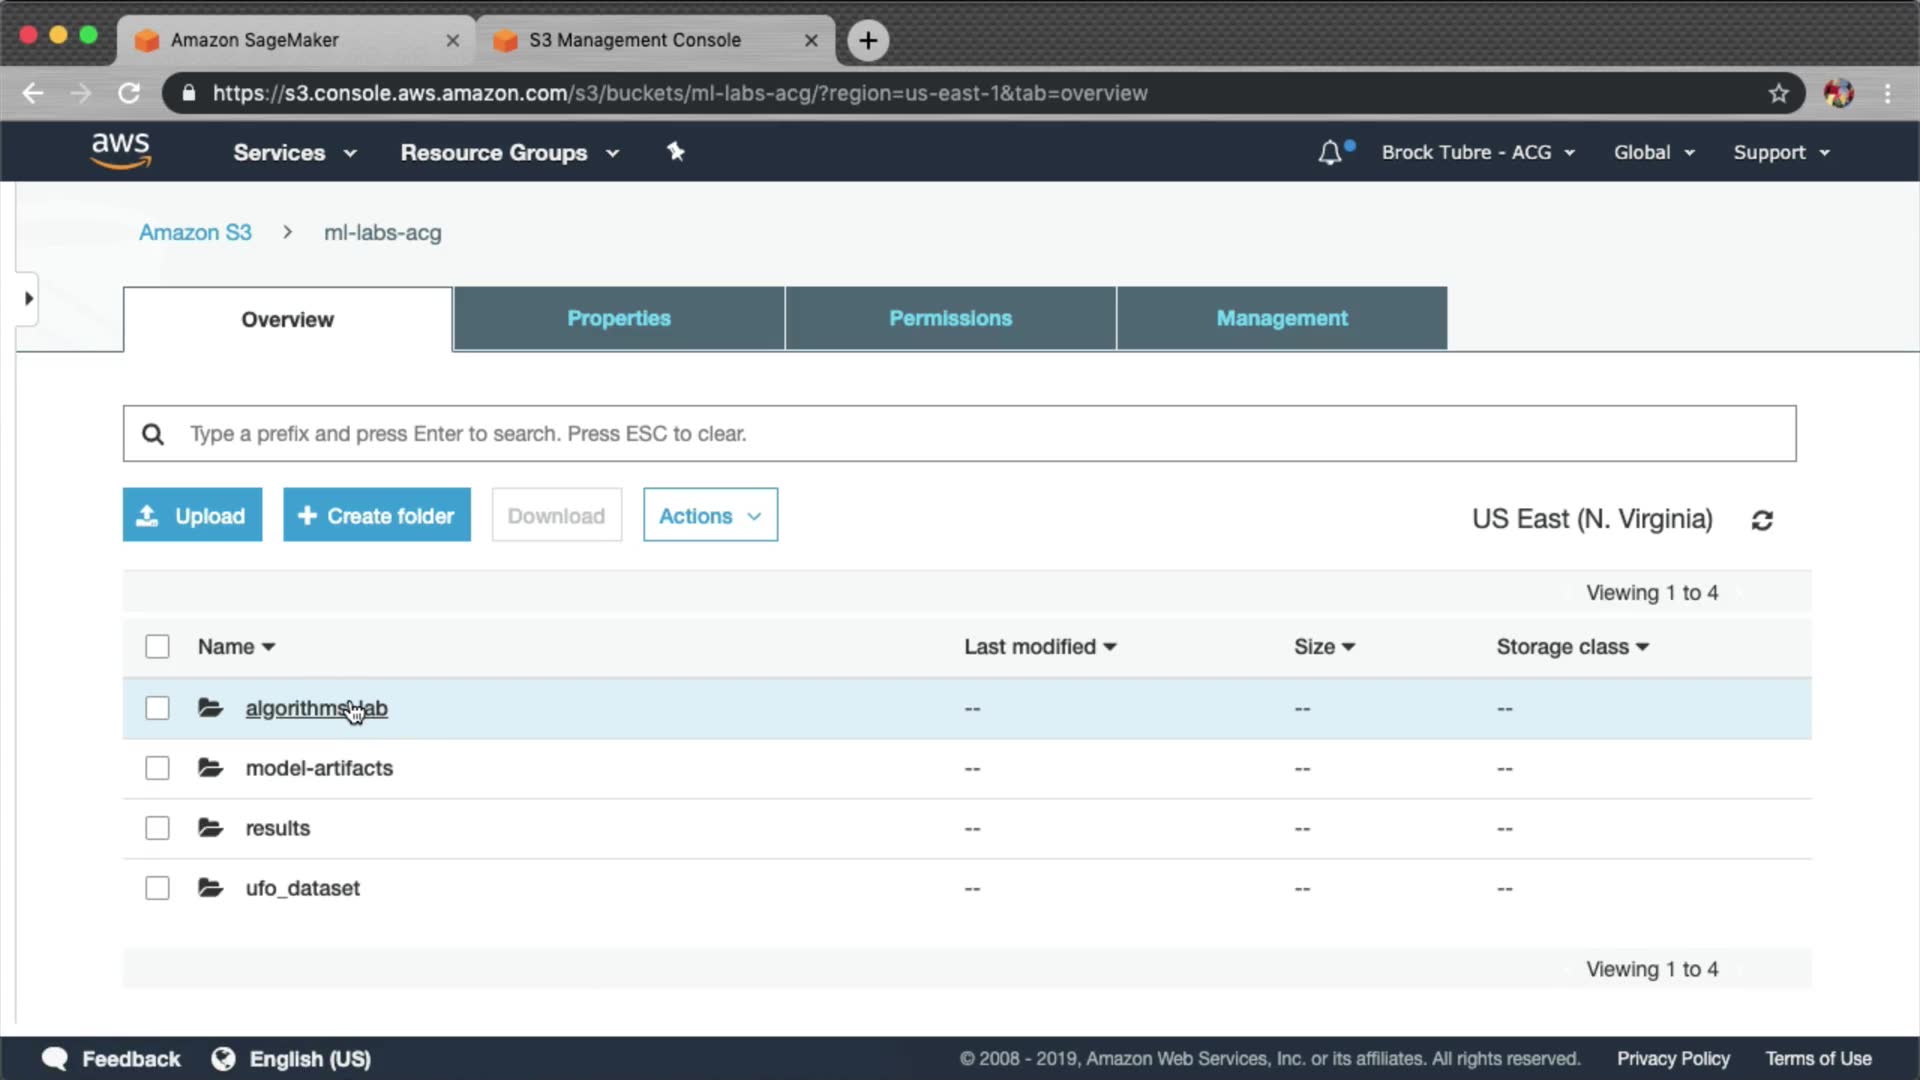 Amazon SageMaker
S3 Management Console
https://s3.console.aws.amazon.com/s3/buckets/ml-labs-acg/?region=us-east-1&tab=overview
aws
Services
Resource Groups
Brock Tubre - ACG
Global
Support
Amazon S3
ml-labs-acg
Overview
Properties
Permissions
Management
Type a prefix and press Enter to search. Press ESC to clear.
Upload
Create folder
Download
Actions
US East (N. Virginia)
Viewing 1 to 4
Name
Last modified
Size
Storage class
algorithms-lab -- -- --
model-artifacts -- -- --
results -- -- --
ufo_dataset -- -- --
Viewing 1 to 4
Feedback
English (US)
© 2008 - 2019, Amazon Web Services, Inc. or its affiliates. All rights reserved.
Privacy Policy
Terms of Use